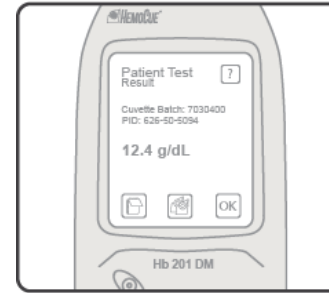 HemoCue
Patient Test
Result
?
Cuvette Batch: 7030400
PID: 626-50-5094
12.4 g/dL
OK
Hb 201 DM